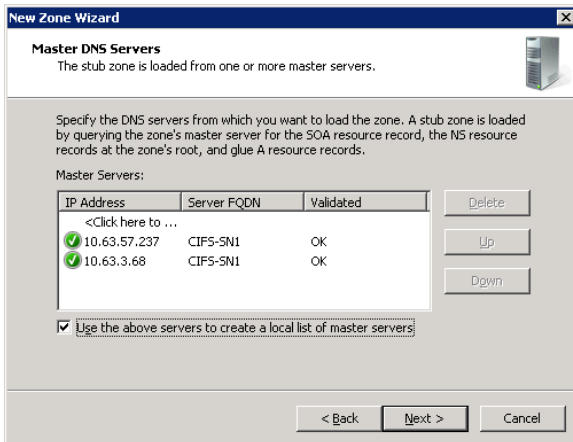 New Zone Wizard
Master DNS Servers
The stub zone is loaded from one or more master servers.
Specify the DNS servers from which you want to load the zone. A stub zone is loaded
by querying the zone's master server for the SOA resource record, the NS resource
records at the zone's root, and glue A resource records.
Master Servers:
IP Address Server FQDN Validated
<Click here to ...
10.63.57.237 CIFS-SN1 OK
10.63.3.68 CIFS-SN1 OK
Delete
Up
Down
Use the above servers to create a local list of master servers
< Back Next > Cancel